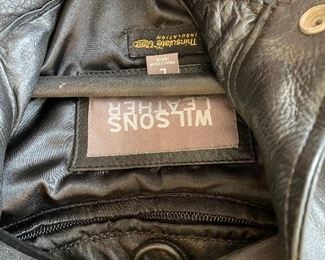 Thinsulate
INSULATION
L
WILSONS
LEATHER